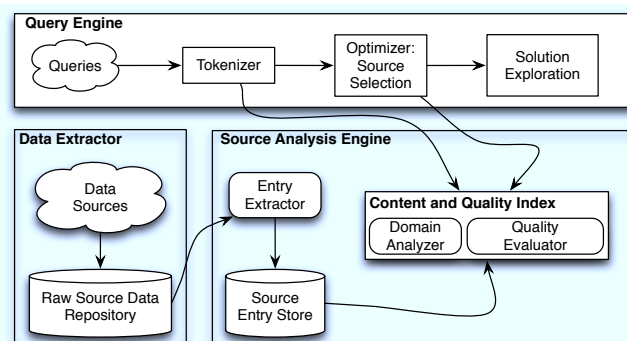 Query Engine
Queries
Tokenizer
Optimizer:
Source
Selection
Solution
Exploration
Data Extractor
Data
Sources
Raw Source Data
Repository
Source Analysis Engine
Entry
Extractor
Source
Entry Store
Content and Quality Index
Domain
Analyzer
Quality
Evaluator